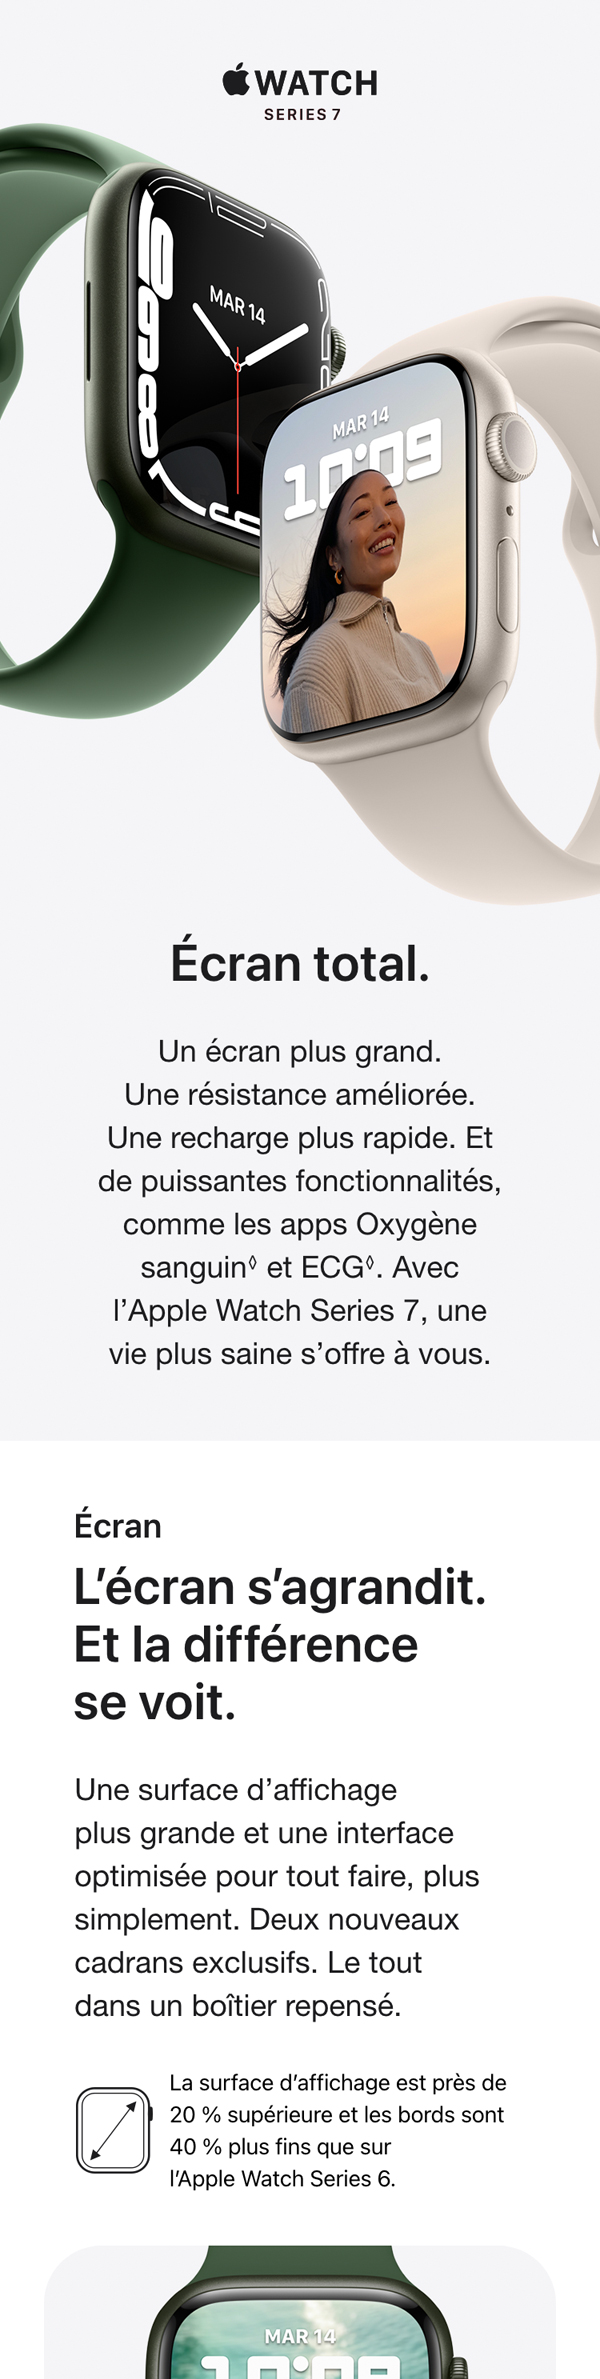 WATCH
SERIES 7
MAR 14
MAR 14
10:09
Écran total.
Un écran plus grand.
Une résistance améliorée.
Une recharge plus rapide. Et
de puissantes fonctionnalités,
comme les apps Oxygène
sanguin◊ et ECG◊. Avec
l’Apple Watch Series 7, une
vie plus saine s’offre à vous.
Écran
L’écran s’agrandit.
Et la différence
se voit.
Une surface d’affichage
plus grande et une interface
optimisée pour tout faire, plus
simplement. Deux nouveaux
cadrans exclusifs. Le tout
dans un boîtier repensé.
La surface d’affichage est près de
20 % supérieure et les bords sont
40 % plus fins que sur
l’Apple Watch Series 6.
MAR 14
10:09